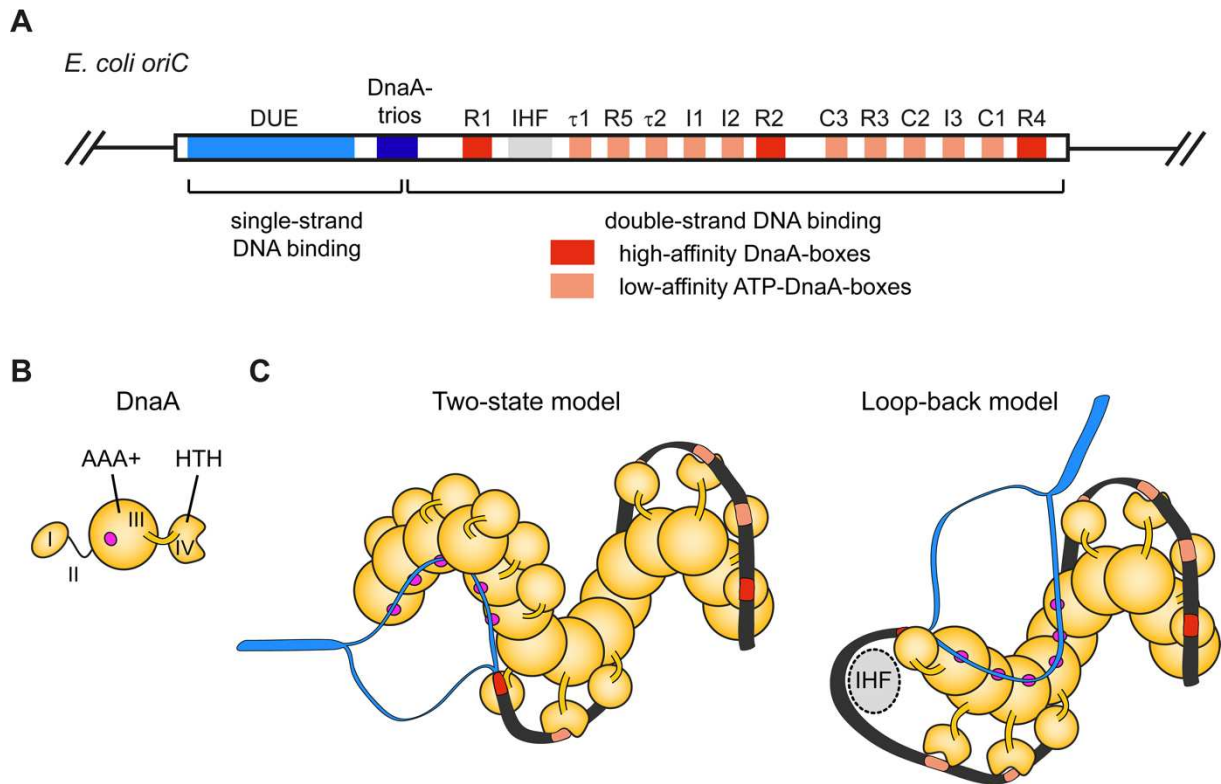 A
E. coli oriC
DUE
DnaA-
trios
R1 IHF τ1 R5 τ2 I1 I2 R2 C3 R3 C2 I3 C1 R4
single-strand
DNA binding
double-strand DNA binding
high-affinity DnaA-boxes
low-affinity ATP-DnaA-boxes
B
DnaA
AAA+ HTH
I
II
III
IV
C
Two-state model
Loop-back model
IHF